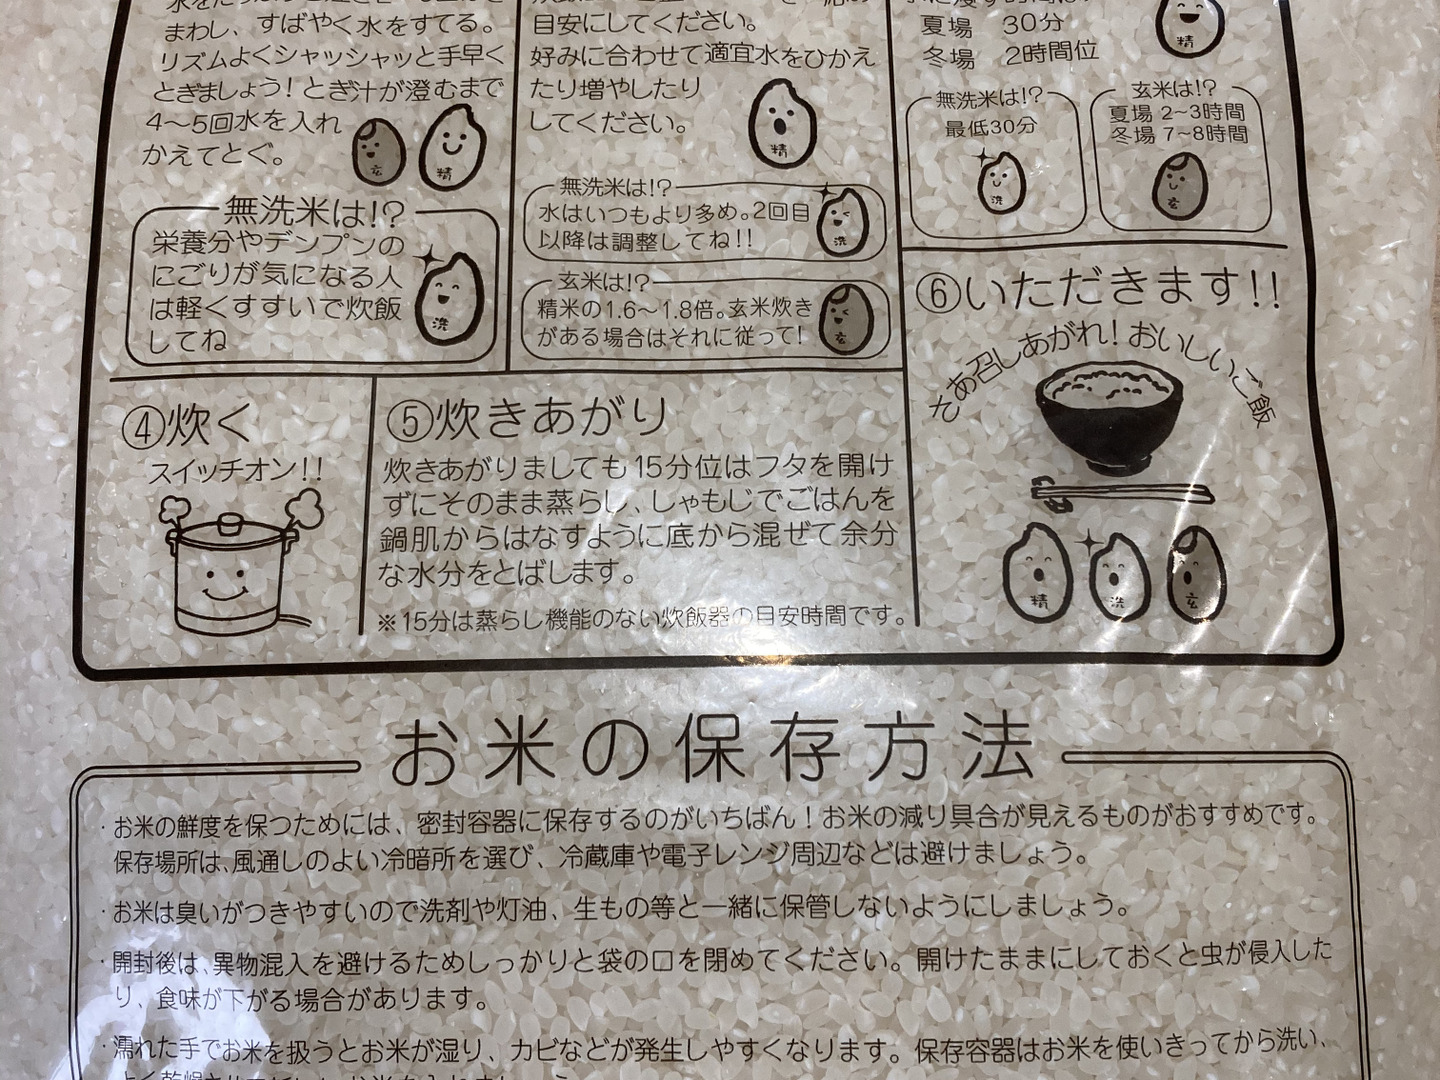 まわし、すばやく水をすてる。
リズムよくシャッシャッと手早く
とぎましょう！とぎ汁が澄むまで
4〜5回水を入れ
かえてとぐ。
玄
精
無洗米は!?
栄養分やデンプンの
にごりが気になる人
は軽くすすいで炊飯
してね
洗
目安にしてください。
好みに合わせて適宜水をひかえ
たり増やしたり
してください。
精
無洗米は!?
水はいつもより多め。2回目
以降は調整してね!!
洗
玄米は!?
精米の1.6〜1.8倍。玄米炊き
がある場合はそれに従って!
玄
夏場 30分
冬場 2時間位
精
無洗米は!?
最低30分
洗
玄米は!?
夏場 2〜3時間
冬場 7〜8時間
玄
④炊く
スイッチオン!!
⑤炊きあがり
炊きあがりましても15分位はフタを開け
ずにそのまま蒸らし、しゃもじでごはんを
鍋肌からはなすように底から混ぜて余分
な水分をとばします。
※15分は蒸らし機能のない炊飯器の目安時間です。
⑥いただきます!!
さあ召しあがれ！おいしいご飯
精
洗
玄
お米の保存方法
・お米の鮮度を保つためには、密封容器に保存するのがいちばん！お米の減り具合が見えるものがおすすめです。
保存場所は、風通しのよい冷暗所を選び、冷蔵庫や電子レンジ周辺などは避けましょう。
・お米は臭いがつきやすいので洗剤や灯油、生もの等と一緒に保管しないようにしましょう。
・開封後は、異物混入を避けるためしっかりと袋の口を閉めてください。開けたままにしておくと虫が侵入した
り、食味が下がる場合があります。
・濡れた手でお米を扱うとお米が湿り、カビなどが発生しやすくなります。保存容器はお米を使いきってから洗い、